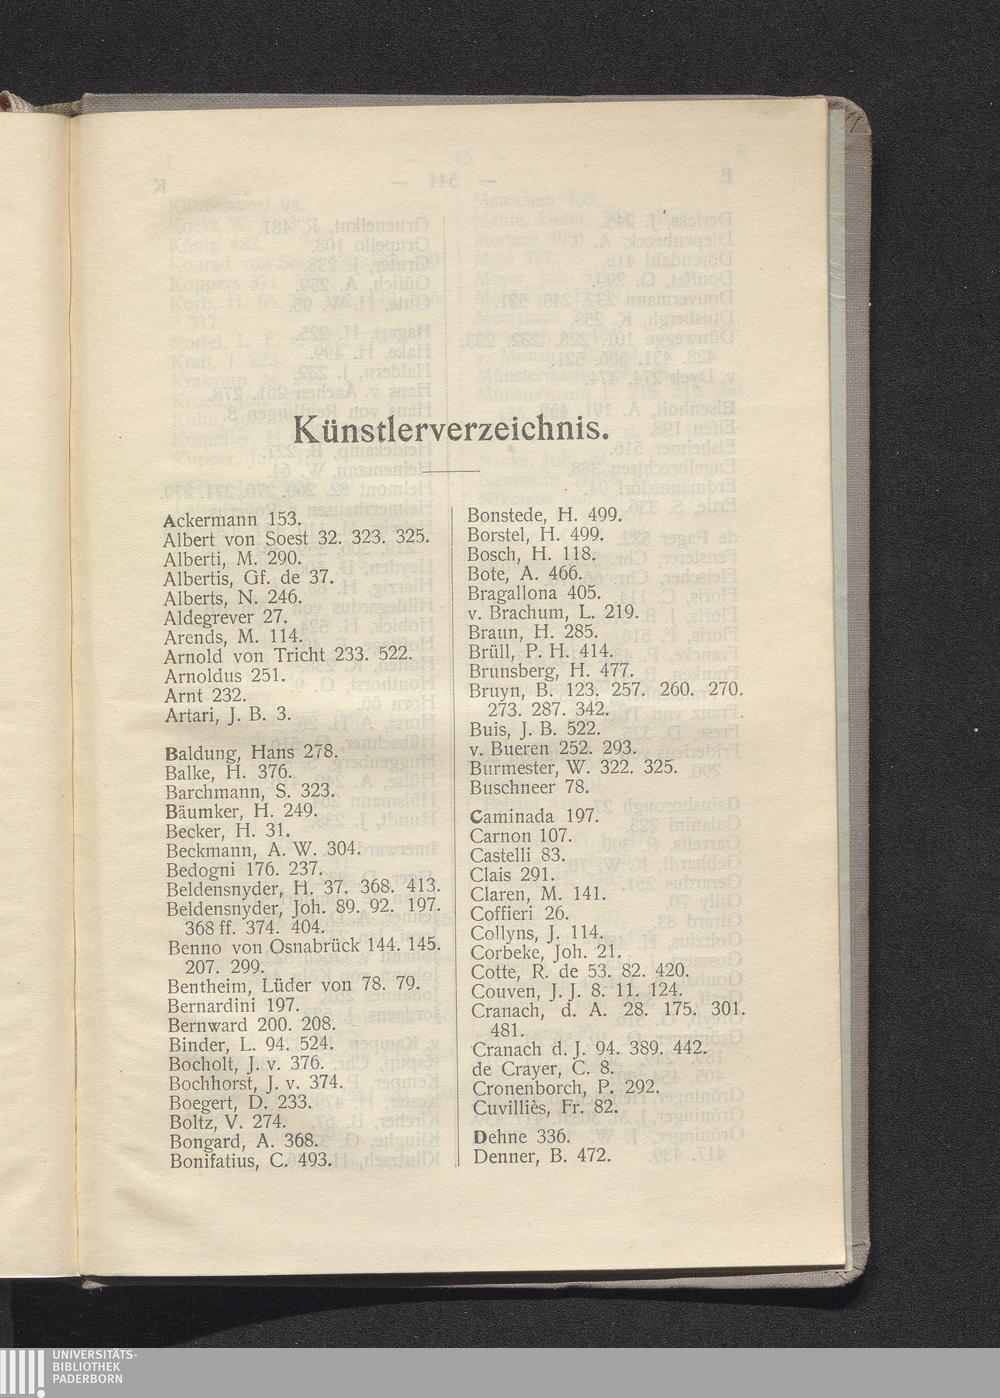 Künstlerverzeichnis.
Ackermann 153.
Albert von Soest 32. 323. 325.
Alberti, M. 290.
Albertis, Gf. de 37.
Alberts, N. 246.
Aldegrever 27.
Arends, M. 114.
Arnold von Tricht 233. 522.
Arnoldus 251.
Arnt 232.
Artari, J. B. 3.
Baldung, Hans 278.
Balke, H. 376.
Barchmann, S. 323.
Bäumker, H. 249.
Becker, H. 31.
Beckmann, A. W. 304.
Bedogni 176. 237.
Beldensnyder, H. 37. 368. 413.
Beldensnyder, Joh. 89. 92. 197.
368 ff. 374. 404.
Benno von Osnabrück 144. 145.
207. 299.
Bentheim, Lüder von 78. 79.
Bernardini 197.
Bernward 200. 208.
Binder, L. 94. 524.
Bocholt, J. v. 376.
Bochhorst, J. v. 374.
Boegert, D. 233.
Boltz, V. 274.
Bongard, A. 368.
Bonifatius, C. 493.
Bonstede, H. 499.
Borstel, H. 499.
Bosch, H. 118.
Bote, A. 466.
Bragallona 405.
v. Brachum, L. 219.
Braun, H. 285.
Brüll, P. H. 414.
Brunsberg, H. 477.
Bruyn, B. 123. 257. 260. 270.
273. 287. 342.
Buis, J. B. 522.
v. Bueren 252. 293.
Burmester, W. 322. 325.
Buschneer 78.
Caminada 197.
Carnon 107.
Castelli 83.
Clais 291.
Claren, M. 141.
Coffieri 26.
Collyns, J. 114.
Corbeke, Joh. 21.
Cotte, R. de 53. 82. 420.
Couven, J. J. 8. 11. 124.
Cranach, d. A. 28. 175. 301.
481.
Cranach d. J. 94. 389. 442.
de Crayer, C. 8.
Cronenborch, P. 292.
Cuvilliès, Fr. 82.
Dehne 336.
Denner, B. 472.
UNIVERSITÄTS-
BIBLIOTHEK
PADERBORN